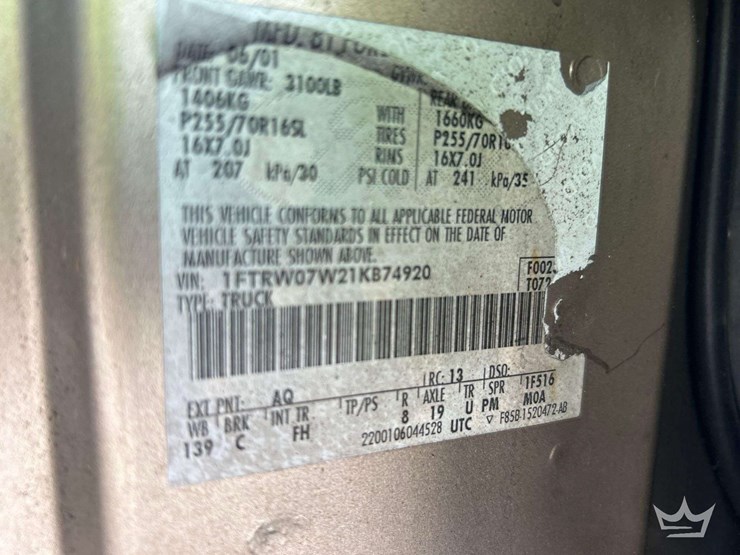 MFD. BY FORD
DATE: 06/01
FRONT GAWR: 3100LB
1406KG
P255/70R16SL
16X7.0J
AT 207 kPa/30
WITH
TIRES
RIMS
PSI COLD
REAR
1660KG
P255/70R16
16X7.0J
AT 241 kPa/35
THIS VEHICLE CONFORMS TO ALL APPLICABLE FEDERAL MOTOR
VEHICLE SAFETY STANDARDS IN EFFECT ON THE DATE OF
MANUFACTURE SHOWN ABOVE.
VIN: 1FTRW07W21KB74920
TYPE: TRUCK
F002
T072
EXT PNT: AQ RC: 13 DSO:
WB BRK INT TR TP/PS R AXLE TR SPR 1F516
139 C FH 8 19 U PM MOA
2200106044528 UTC ▽ F85B-1520472-AB